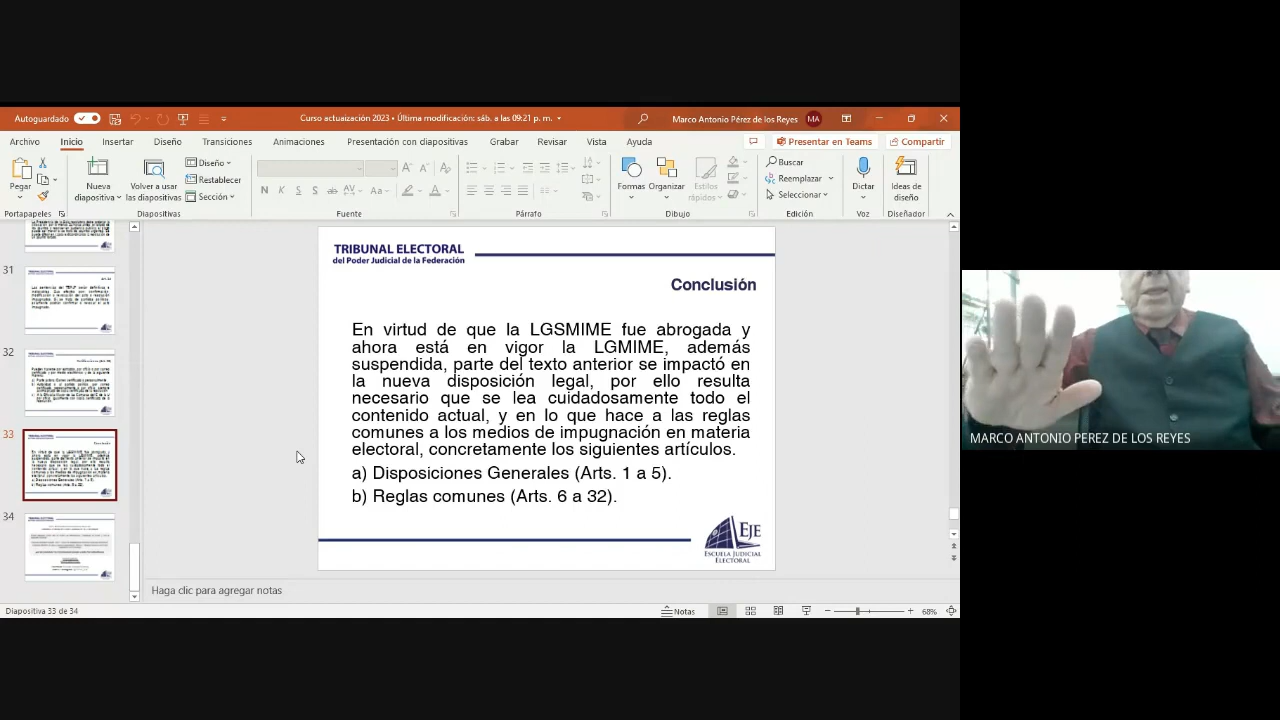 Autoguardado
Curso actuaización 2023 • Última modificación: sáb. a las 09:21 p. m.
Marco Antonio Pérez de los Reyes
MA
Archivo Inicio Insertar Diseño Transiciones Animaciones Presentación con diapositivas Grabar Revisar Vista Ayuda
Presentar en Teams
Compartir
Pegar
Nueva diapositiva
Volver a usar las diapositivas
Diseño
Restablecer
Sección
N K S S ab AV Aa A
Formas
Organizar
Estilos rápidos
Buscar
Reemplazar
Seleccionar
Dictar
Ideas de diseño
Portapapeles
Diapositivas
Fuente
Párrafo
Dibujo
Edición
Voz
Diseñador
31
32
33
34
TRIBUNAL ELECTORAL
del Poder Judicial de la Federación
Conclusión
En virtud de que la LGSMIME fue abrogada y
ahora está en vigor la LGMIME, además
suspendida, parte del texto anterior se impactó en
la nueva disposición legal, por ello resulta
necesario que se lea cuidadosamente todo el
contenido actual, y en lo que hace a las reglas
comunes a los medios de impugnación en materia
electoral, concretamente los siguientes artículos.
a) Disposiciones Generales (Arts. 1 a 5).
b) Reglas comunes (Arts. 6 a 32).
EJE
ESCUELA JUDICIAL
ELECTORAL
Haga clic para agregar notas
Diapositiva 33 de 34
Notas
68%
MARCO ANTONIO PEREZ DE LOS REYES